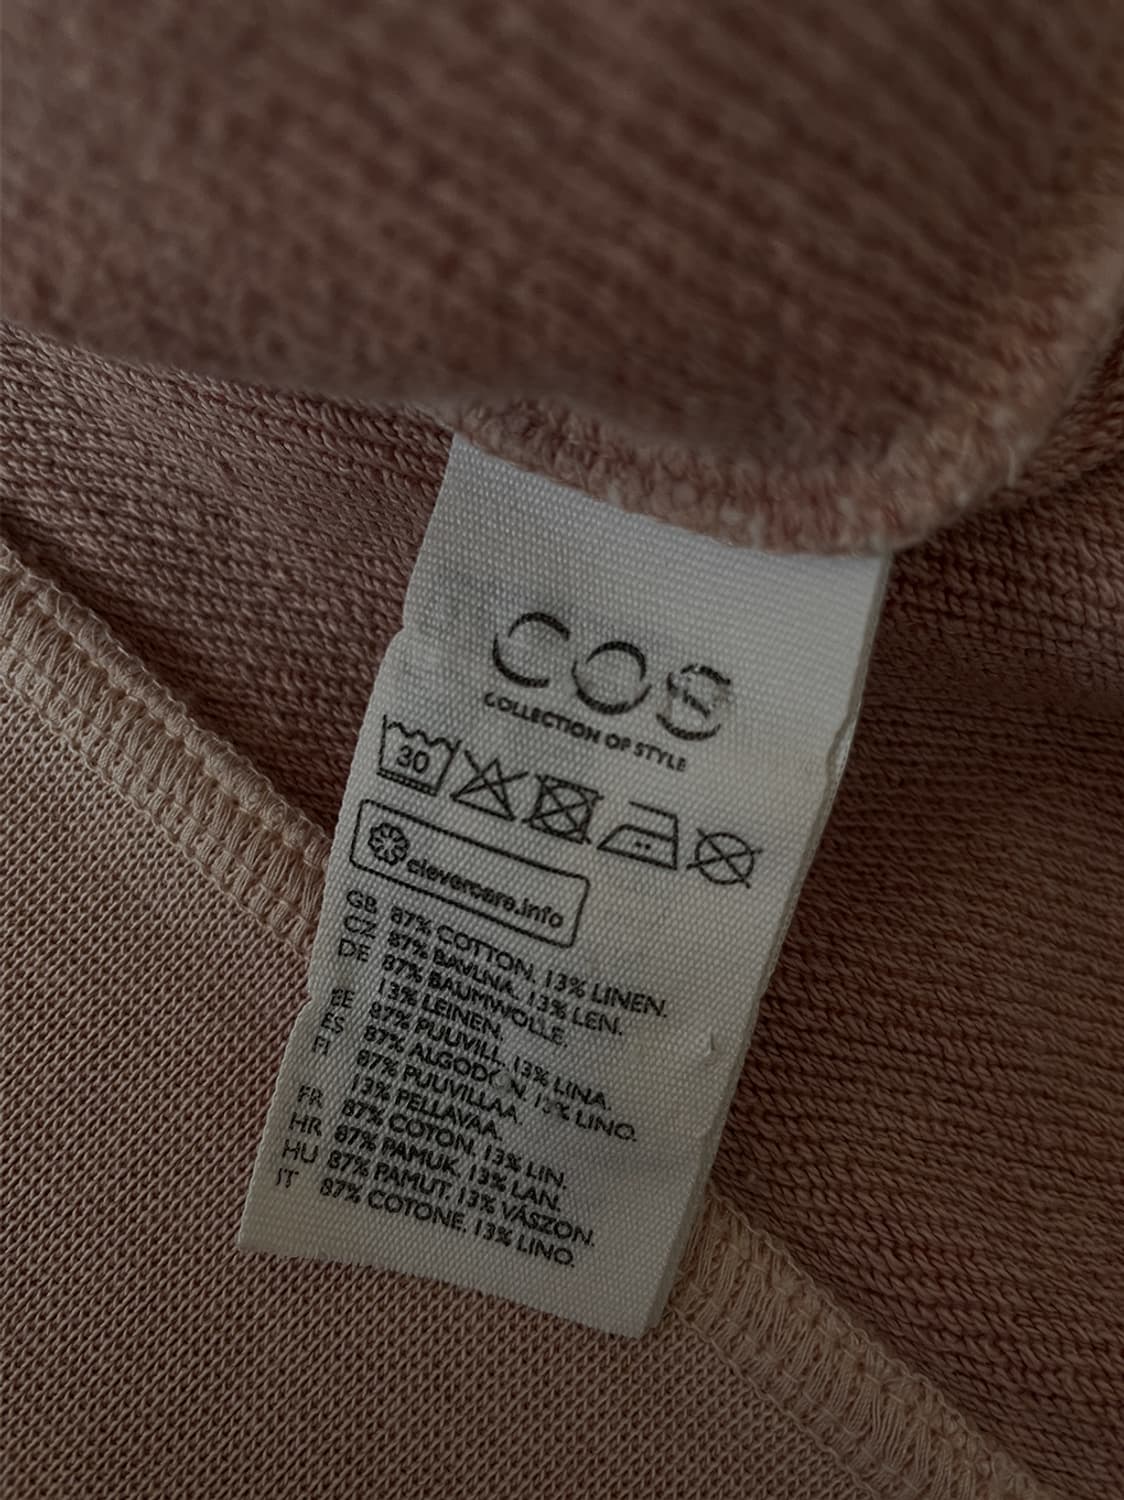 COS
COLLECTION OF STYLE
30
clevercare.info
GB 87% COTTON, 13% LINEN.
CZ 87% BAVLNA, 13% LEN.
DE 87% BAUMWOLLE,
13% LEINEN.
EE 87% PUUVILL, 13% LINA.
ES 87% ALGODÓN, 13% LINO.
FI 87% PUUVILLAA,
13% PELLAVAA.
FR 87% COTON, 13% LIN.
HR 87% PAMUK, 13% LAN.
HU 87% PAMUT, 13% VÁSZON.
IT 87% COTONE, 13% LINO.